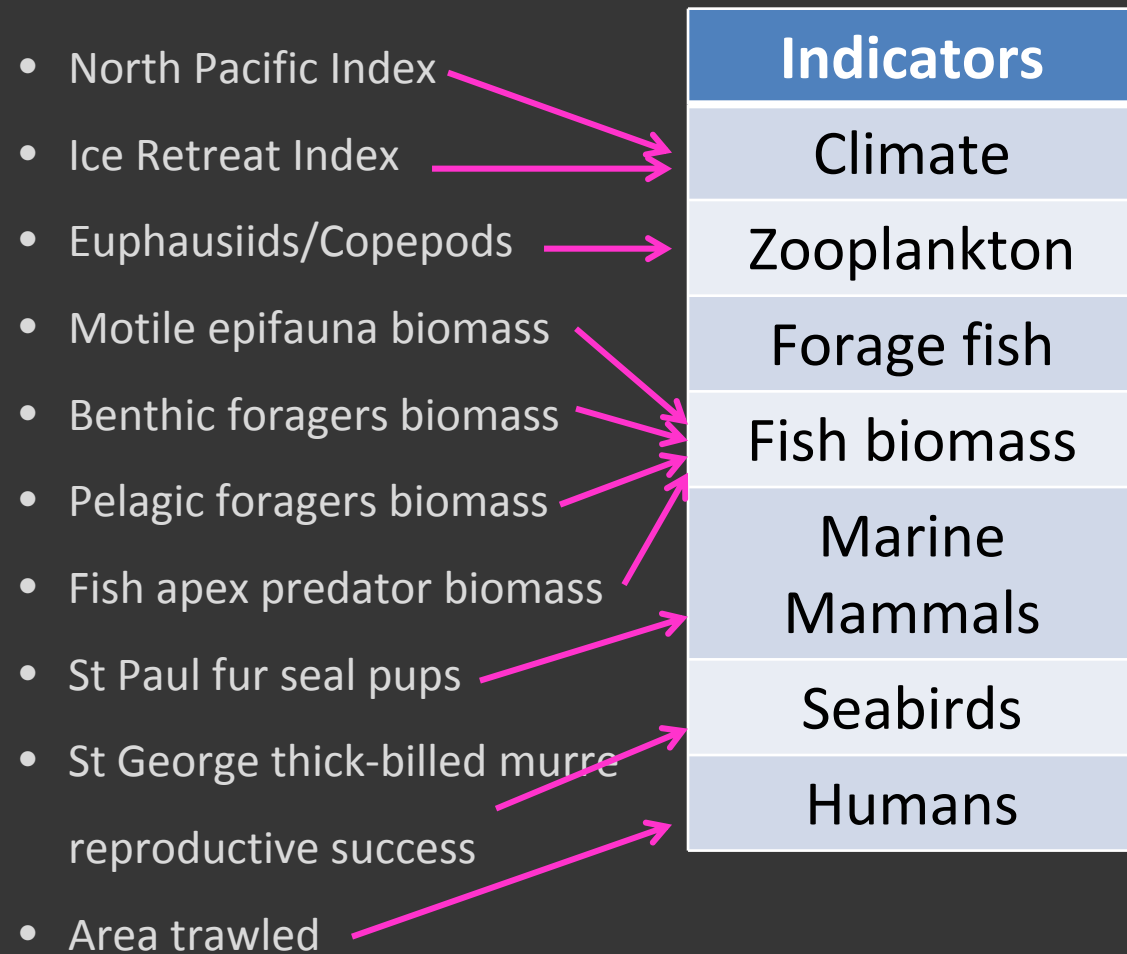 • North Pacific Index
• Ice Retreat Index
• Euphausiids/Copepods
• Motile epifauna biomass
• Benthic foragers biomass
• Pelagic foragers biomass
• Fish apex predator biomass
• St Paul fur seal pups
• St George thick-billed murre
reproductive success
• Area trawled
Indicators
Climate
Zooplankton
Forage fish
Fish biomass
Marine
Mammals
Seabirds
Humans